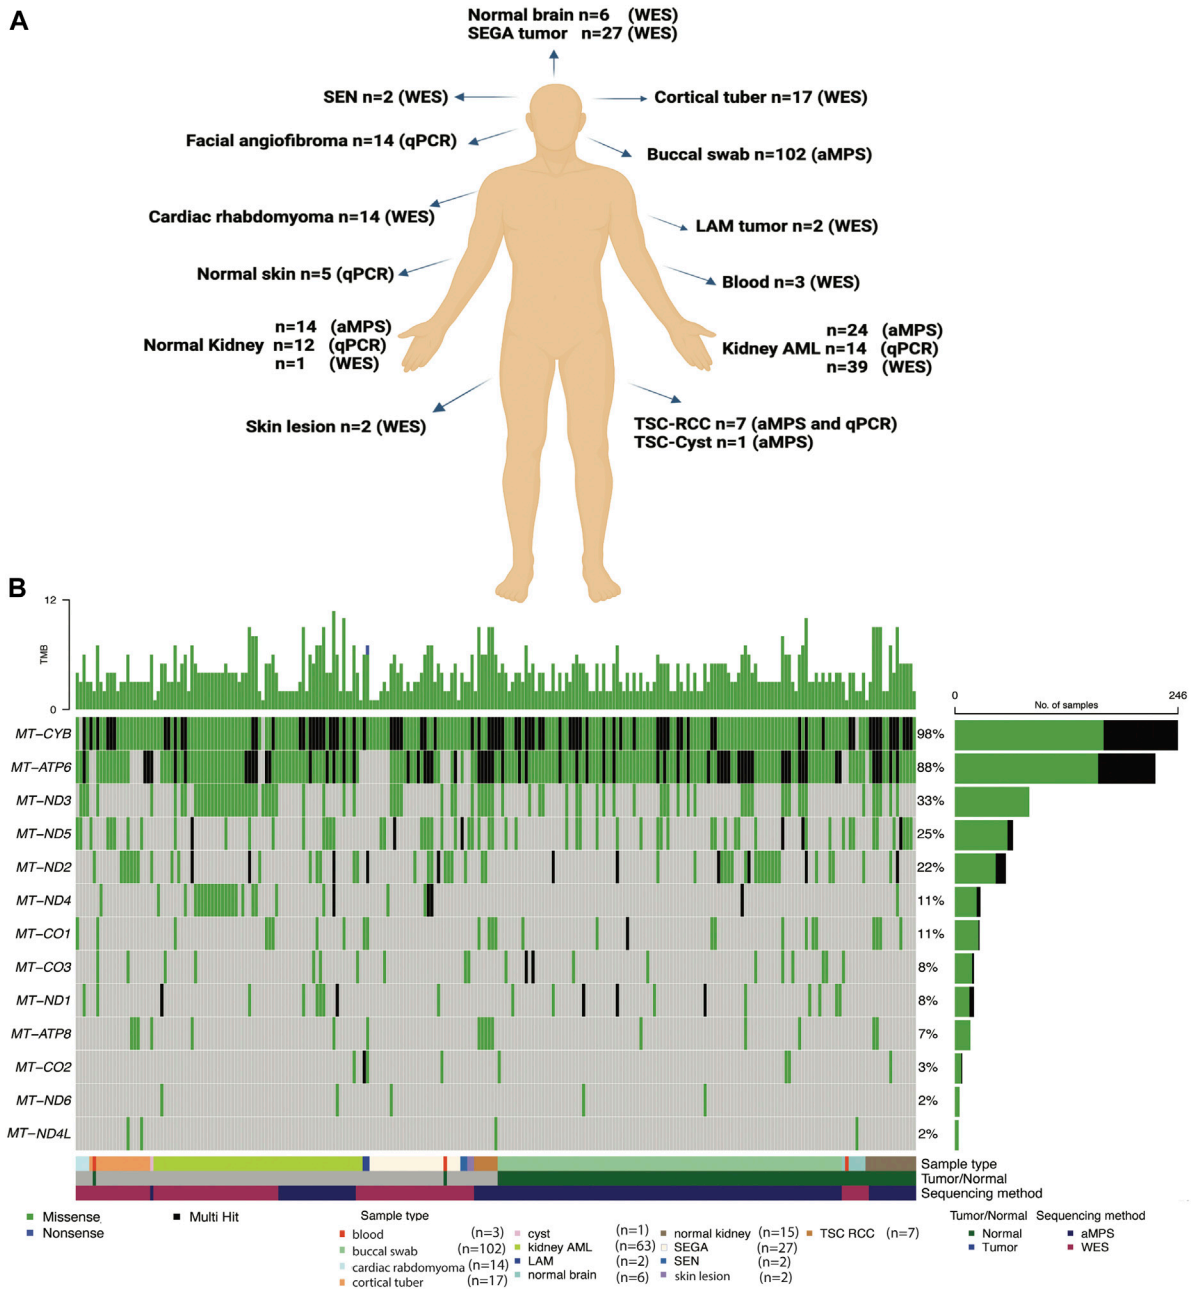 A
Normal brain n=6 (WES)
SEGA tumor n=27 (WES)
SEN n=2 (WES)
Cortical tuber n=17 (WES)
Facial angiofibroma n=14 (qPCR)
Buccal swab n=102 (aMPS)
Cardiac rhabdomyoma n=14 (WES)
LAM tumor n=2 (WES)
Normal skin n=5 (qPCR)
Blood n=3 (WES)
n=14 (aMPS)
Normal Kidney n=12 (qPCR)
n=1 (WES)
n=24 (aMPS)
Kidney AML n=14 (qPCR)
n=39 (WES)
Skin lesion n=2 (WES)
TSC-RCC n=7 (aMPS and qPCR)
TSC-Cyst n=1 (aMPS)
B
12
TMB
0
0 246
No. of samples
MT-CYB 98%
MT-ATP6 88%
MT-ND3 33%
MT-ND5 25%
MT-ND2 22%
MT-ND4 11%
MT-CO1 11%
MT-CO3 8%
MT-ND1 8%
MT-ATP8 7%
MT-CO2 3%
MT-ND6 2%
MT-ND4L 2%
Sample type
Tumor/Normal
Sequencing method
Missense
Multi Hit
Nonsense
Sample type
blood (n=3)
buccal swab (n=102)
cardiac rabdomyoma (n=14)
cortical tuber (n=17)
cyst (n=1)
kidney AML (n=63)
LAM (n=2)
normal brain (n=6)
normal kidney (n=15)
SEGA (n=27)
SEN (n=2)
skin lesion (n=2)
TSC RCC (n=7)
Tumor/Normal
Normal
Tumor
Sequencing method
aMPS
WES